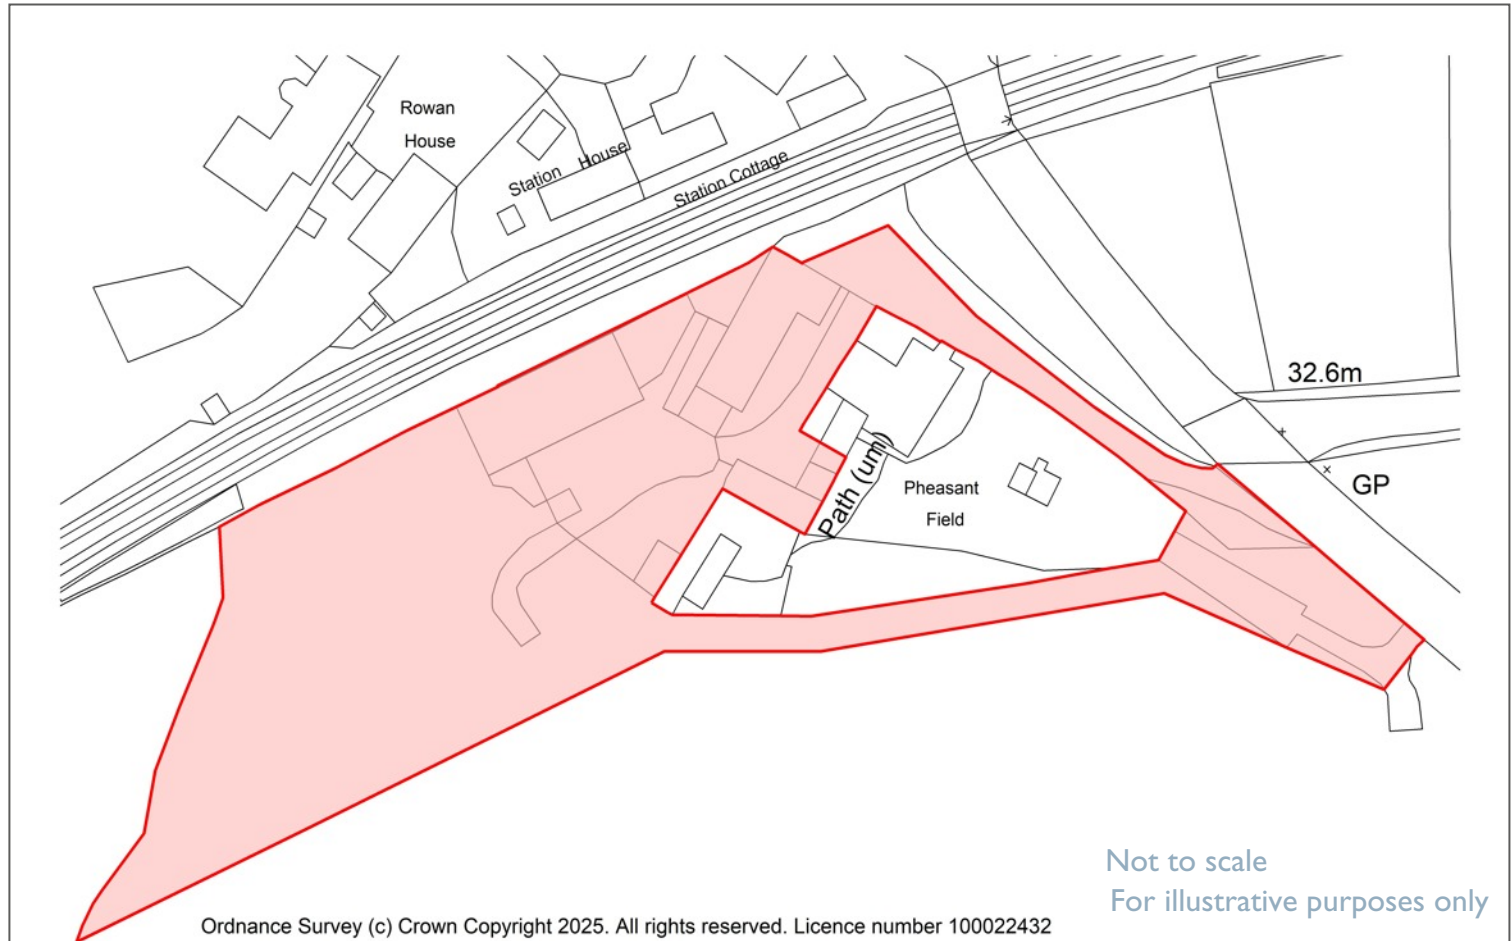 Rowan
House
Station House
Station Cottage
32.6m
GP
Path (um)
Pheasant
Field
Not to scale
For illustrative purposes only
Ordnance Survey (c) Crown Copyright 2025. All rights reserved. Licence number 100022432